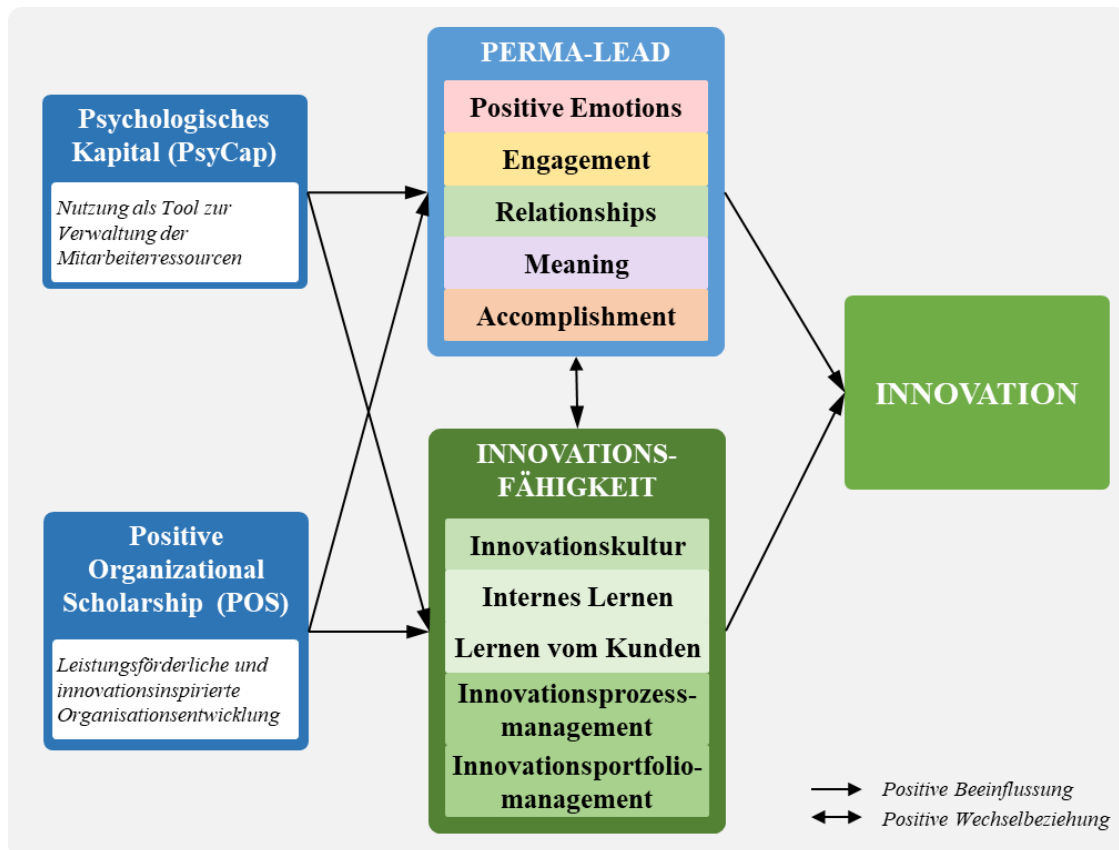 Psychologisches
Kapital (PsyCap)
Nutzung als Tool zur
Verwaltung der
Mitarbeiterressourcen
Positive
Organizational
Scholarship (POS)
Leistungsförderliche und
innovationsinspirierte
Organisationsentwicklung
PERMA-LEAD
Positive Emotions
Engagement
Relationships
Meaning
Accomplishment
INNOVATIONS-
FÄHIGKEIT
Innovationskultur
Internes Lernen
Lernen vom Kunden
Innovationsprozess-
management
Innovationsportfolio-
management
INNOVATION
Positive Beeinflussung
Positive Wechselbeziehung